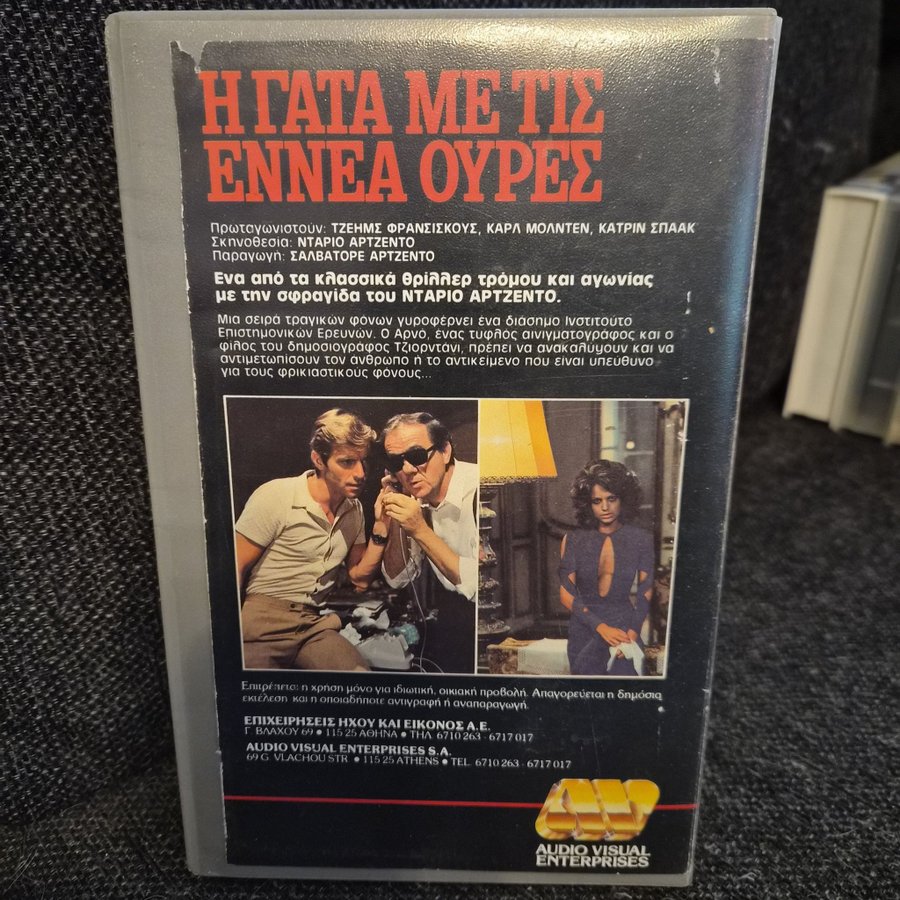 Η ΓΑΤΑ ΜΕ ΤΙΣ
ΕΝΝΕΑ ΟΥΡΕΣ
Πρωταγωνιστούν: ΤΖΕΗΜΣ ΦΡΑΝΣΙΣΚΟΥΣ, ΚΑΡΛ ΜΟΛΝΤΕΝ, ΚΑΤΡΙΝ ΣΠΑΑΚ
Σκηνοθεσία: ΝΤΑΡΙΟ ΑΡΤΖΕΝΤΟ
Παραγωγή: ΣΑΛΒΑΤΟΡΕ ΑΡΤΖΕΝΤΟ
Ενα από τα κλασσικά θρίλλερ τρόμου και αγωνίας
με την σφραγίδα του ΝΤΑΡΙΟ ΑΡΤΖΕΝΤΟ.
Μια σειρά τραγικών φόνων γυροφέρνει ένα διάσημο Ινστιτούτο
Επιστημονικών Ερευνών. Ο Αρνό, ένας τυφλός αινιγματογράφος και ο
φίλος του δημοσιογράφος Τζιορντάνι, πρέπει να ανακαλύψουν και να
αντιμετωπίσουν τον άνθρωπο ή το αντικείμενο που είναι υπεύθυνο
για τους φρικιαστικούς φόνους...
Επιτρέπεται η χρήση μόνο για ιδιωτική, οικιακή προβολή. Απαγορεύεται η δημόσια
εκτέλεση και η οποιαδήποτε αντιγραφή ή αναπαραγωγή.
ΕΠΙΧΕΙΡΗΣΕΙΣ ΗΧΟΥ ΚΑΙ ΕΙΚΟΝΟΣ Α.Ε.
Γ. ΒΛΑΧΟΥ 69 • 115 25 ΑΘΗΝΑ • ΤΗΛ. 6710 263 - 6717 017
AUDIO VISUAL ENTERPRISES S.A.
69 G. VLACHOU STR. • 115 25 ATHENS • TEL. 6710 263 - 6717 017
AUDIO VISUAL
ENTERPRISES